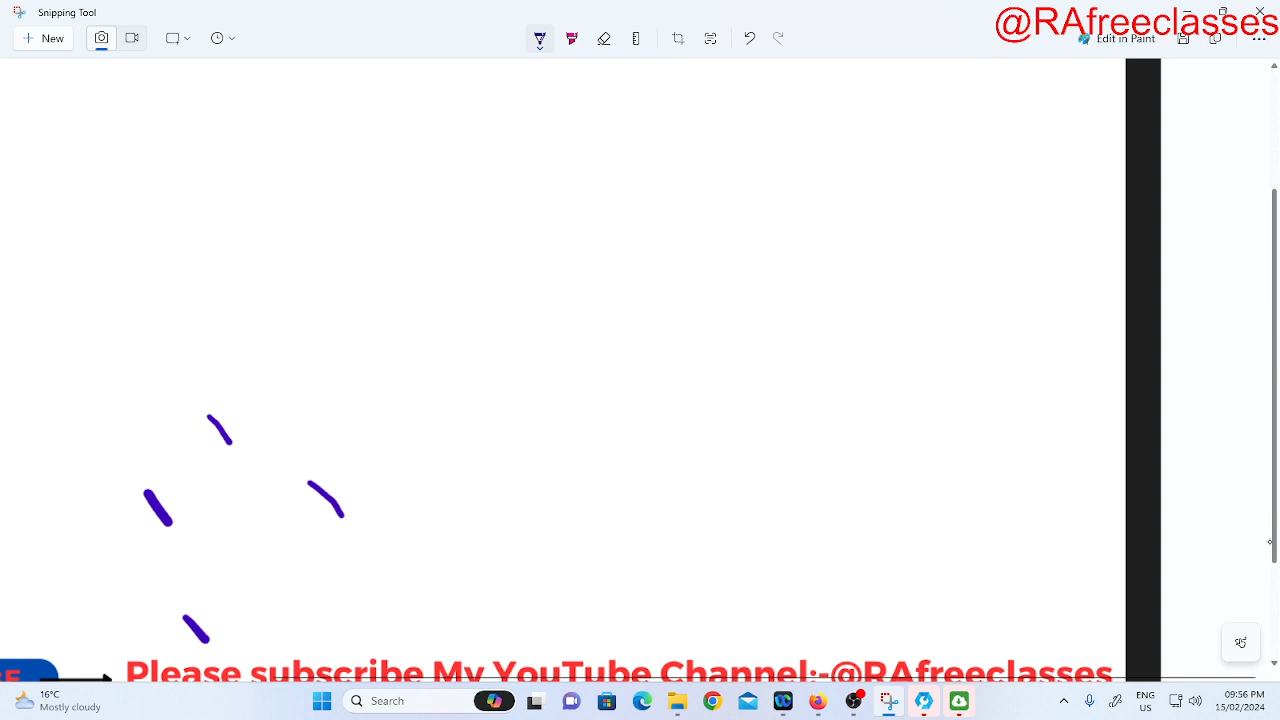 Snipping Tool
@RAfreeclasses
New
Edit in Paint
Please subscribe My YouTube Channel:-@RAfreeclasses
16°C
Mostly cloudy
Search
ENG
US
09:56 PM
15/02/2024